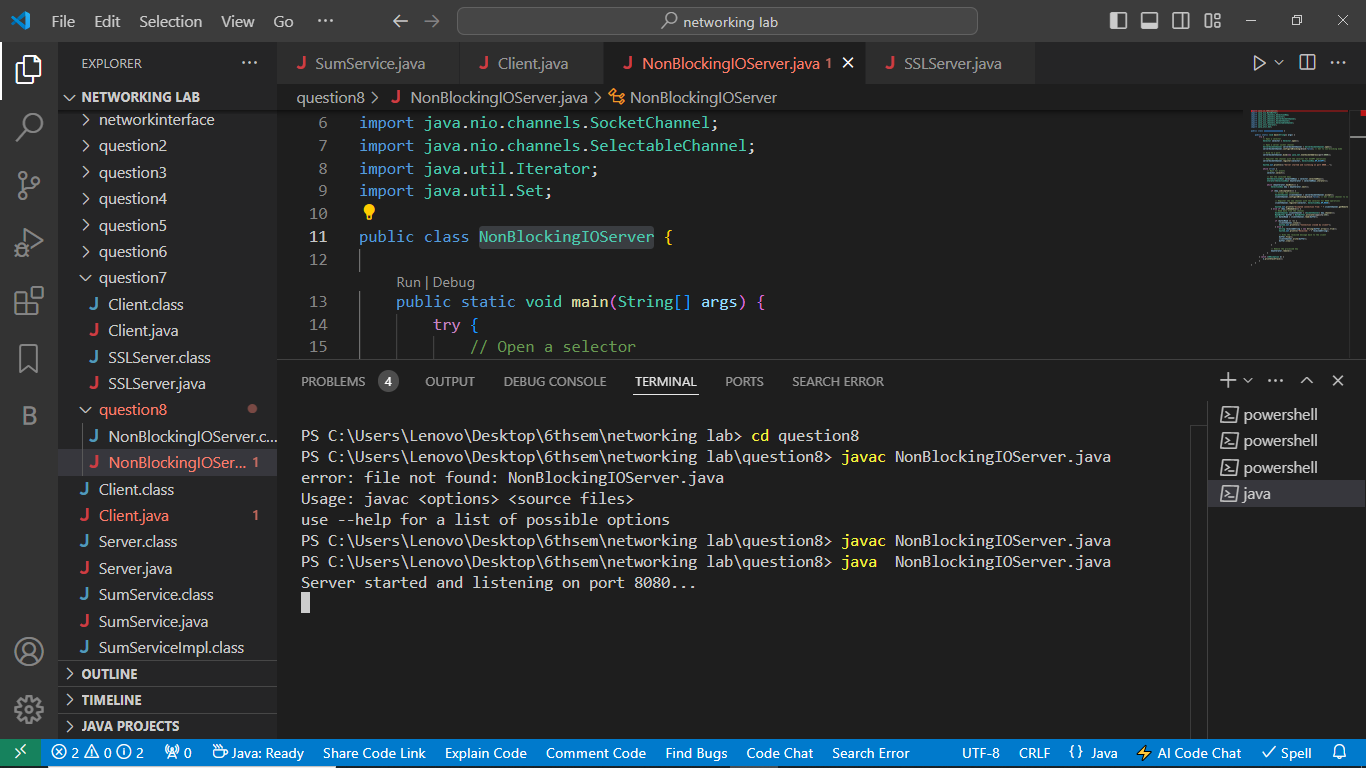 File Edit Selection View Go ··· networking lab
EXPLORER ···
NETWORKING LAB
networkinterface
question2
question3
question4
question5
question6
question7
Client.class
Client.java
SSLServer.class
SSLServer.java
question8
NonBlockingIOServer.c...
NonBlockingIOSer... 1
Client.class
Client.java 1
Server.class
Server.java
SumService.class
SumService.java
SumServiceImpl.class
OUTLINE
TIMELINE
JAVA PROJECTS
SumService.java Client.java NonBlockingIOServer.java 1 SSLServer.java
question8 > NonBlockingIOServer.java > NonBlockingIOServer
6 import java.nio.channels.SocketChannel;
7 import java.nio.channels.SelectableChannel;
8 import java.util.Iterator;
9 import java.util.Set;
10
11 public class NonBlockingIOServer {
12
Run | Debug
13 public static void main(String[] args) {
14 try {
15 // Open a selector
PROBLEMS 4 OUTPUT DEBUG CONSOLE TERMINAL PORTS SEARCH ERROR
PS C:\Users\Lenovo\Desktop\6thsem\networking lab> cd question8
PS C:\Users\Lenovo\Desktop\6thsem\networking lab\question8> javac NonBlockingIOServer.java
error: file not found: NonBlockingIOServer.java
Usage: javac <options> <source files>
use --help for a list of possible options
PS C:\Users\Lenovo\Desktop\6thsem\networking lab\question8> javac NonBlockingIOServer.java
PS C:\Users\Lenovo\Desktop\6thsem\networking lab\question8> java  NonBlockingIOServer.java
Server started and listening on port 8080...
powershell
powershell
powershell
java
2 0 2 0 Java: Ready Share Code Link Explain Code Comment Code Find Bugs Code Chat Search Error UTF-8 CRLF {} Java AI Code Chat Spell